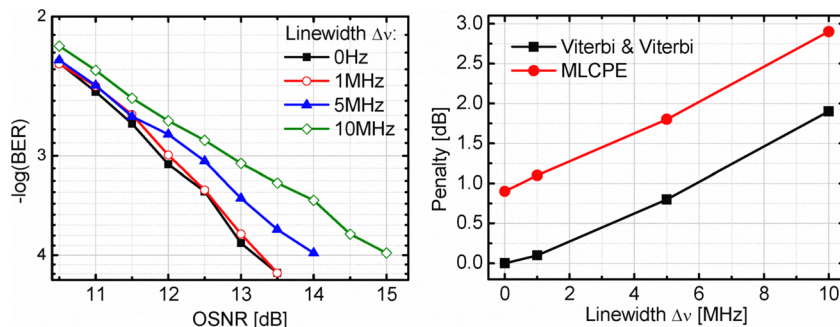 2
3
4
-log(BER)
11 12 13 14 15
OSNR [dB]
Linewidth Δν:
0Hz
1MHz
5MHz
10MHz
3.0
2.5
2.0
1.5
1.0
0.5
0.0
Penalty [dB]
Viterbi & Viterbi
MLCPE
0 2 4 6 8 10
Linewidth Δν [MHz]